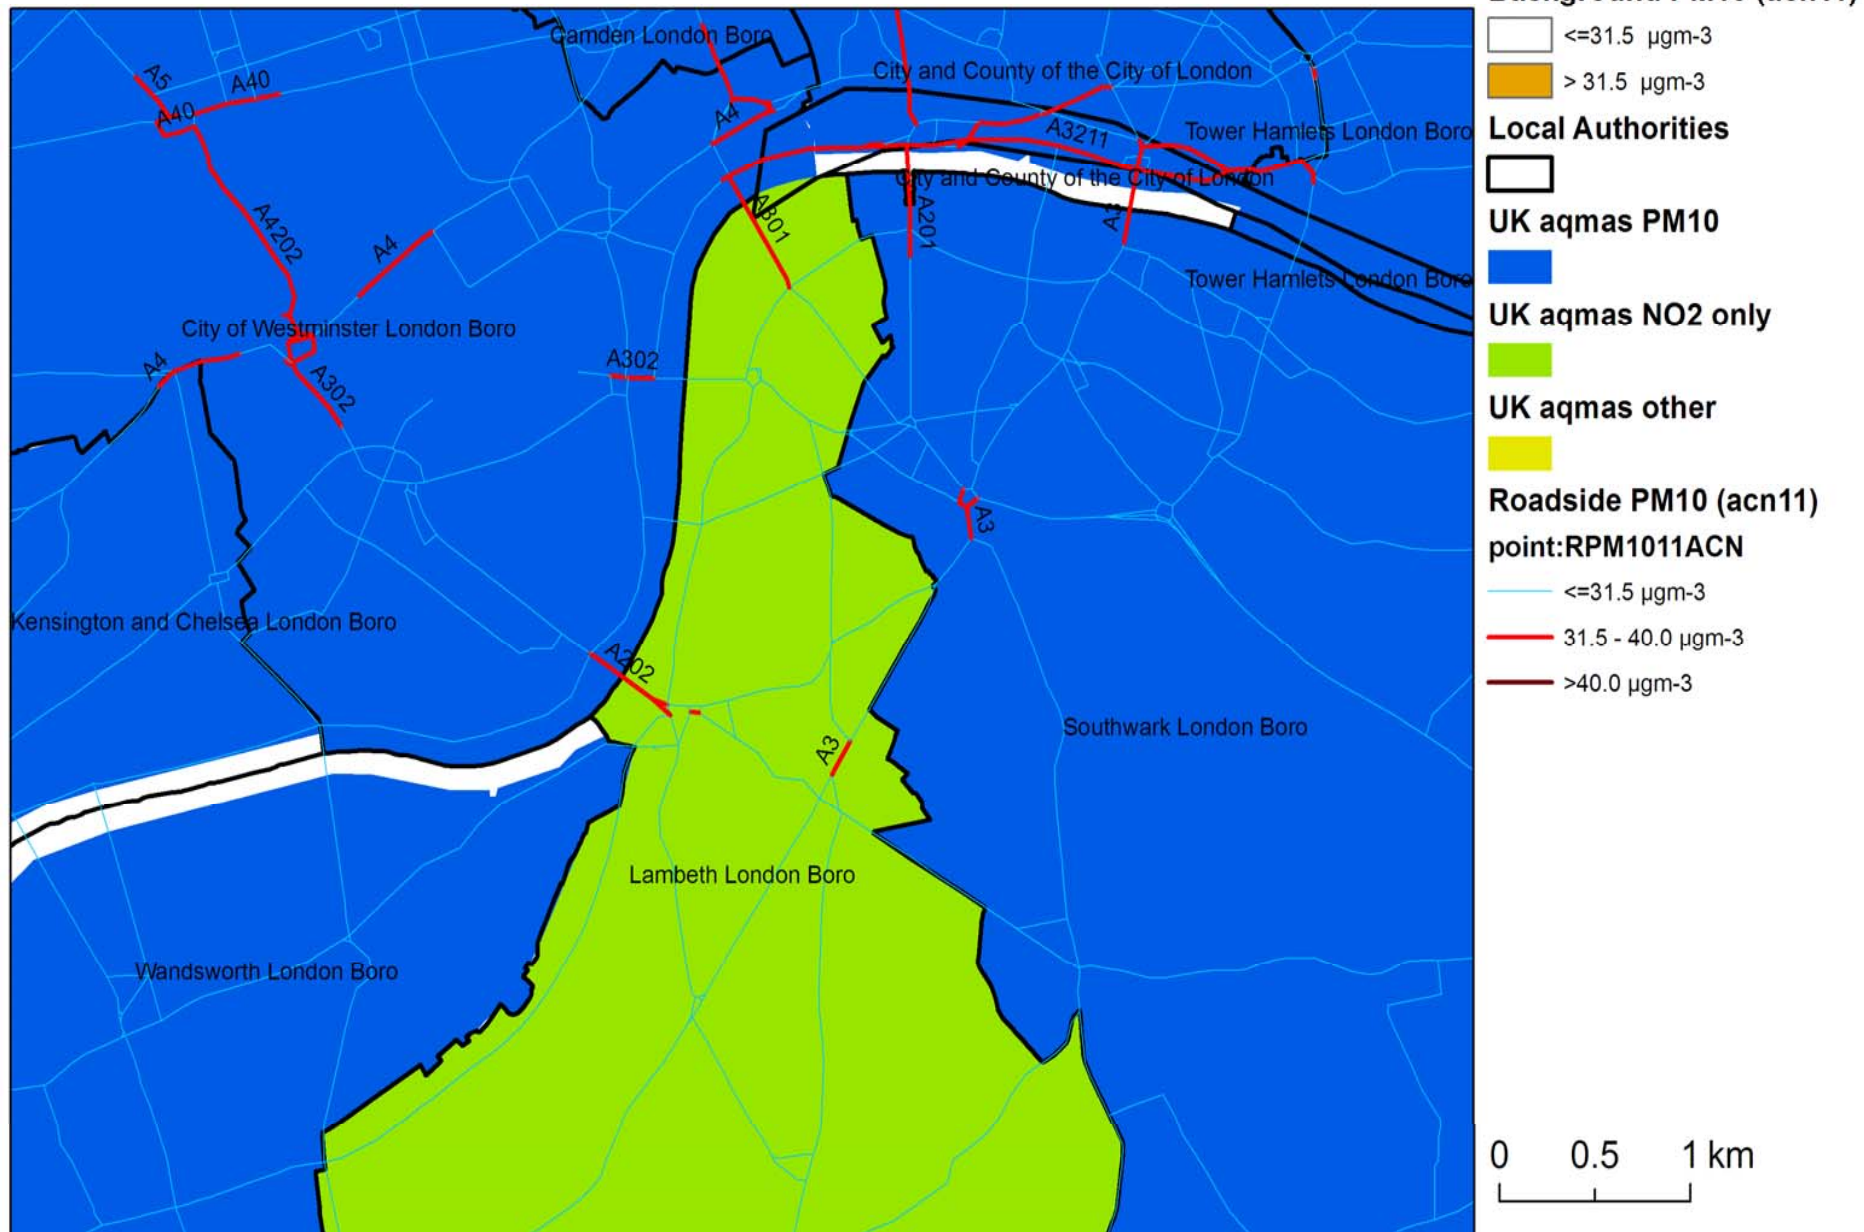 Camden London Boro
City and County of the City of London
A5
A40
A40
A4
A3211
Tower Hamlets London Boro
City and County of the City of London
A4202
A4
A301
A201
A3
Tower Hamlets London Boro
City of Westminster London Boro
A4
A302
A302
A3
Kensington and Chelsea London Boro
A202
A3
Southwark London Boro
Lambeth London Boro
Wandsworth London Boro
<=31.5 µgm-3
> 31.5 µgm-3
Local Authorities
UK aqmas PM10
UK aqmas NO2 only
UK aqmas other
Roadside PM10 (acn11)
point:RPM1011ACN
<=31.5 µgm-3
31.5 - 40.0 µgm-3
>40.0 µgm-3
0 0.5 1 km